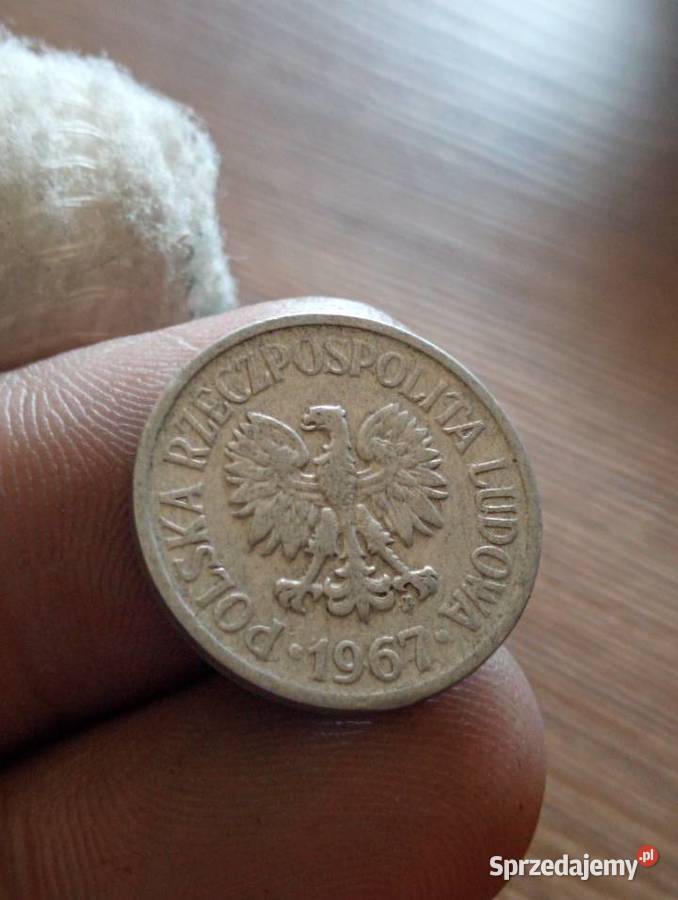 POLSKA RZECZPOSPOLITA LUDOWA
·1967·
Sprzedajemy.pl